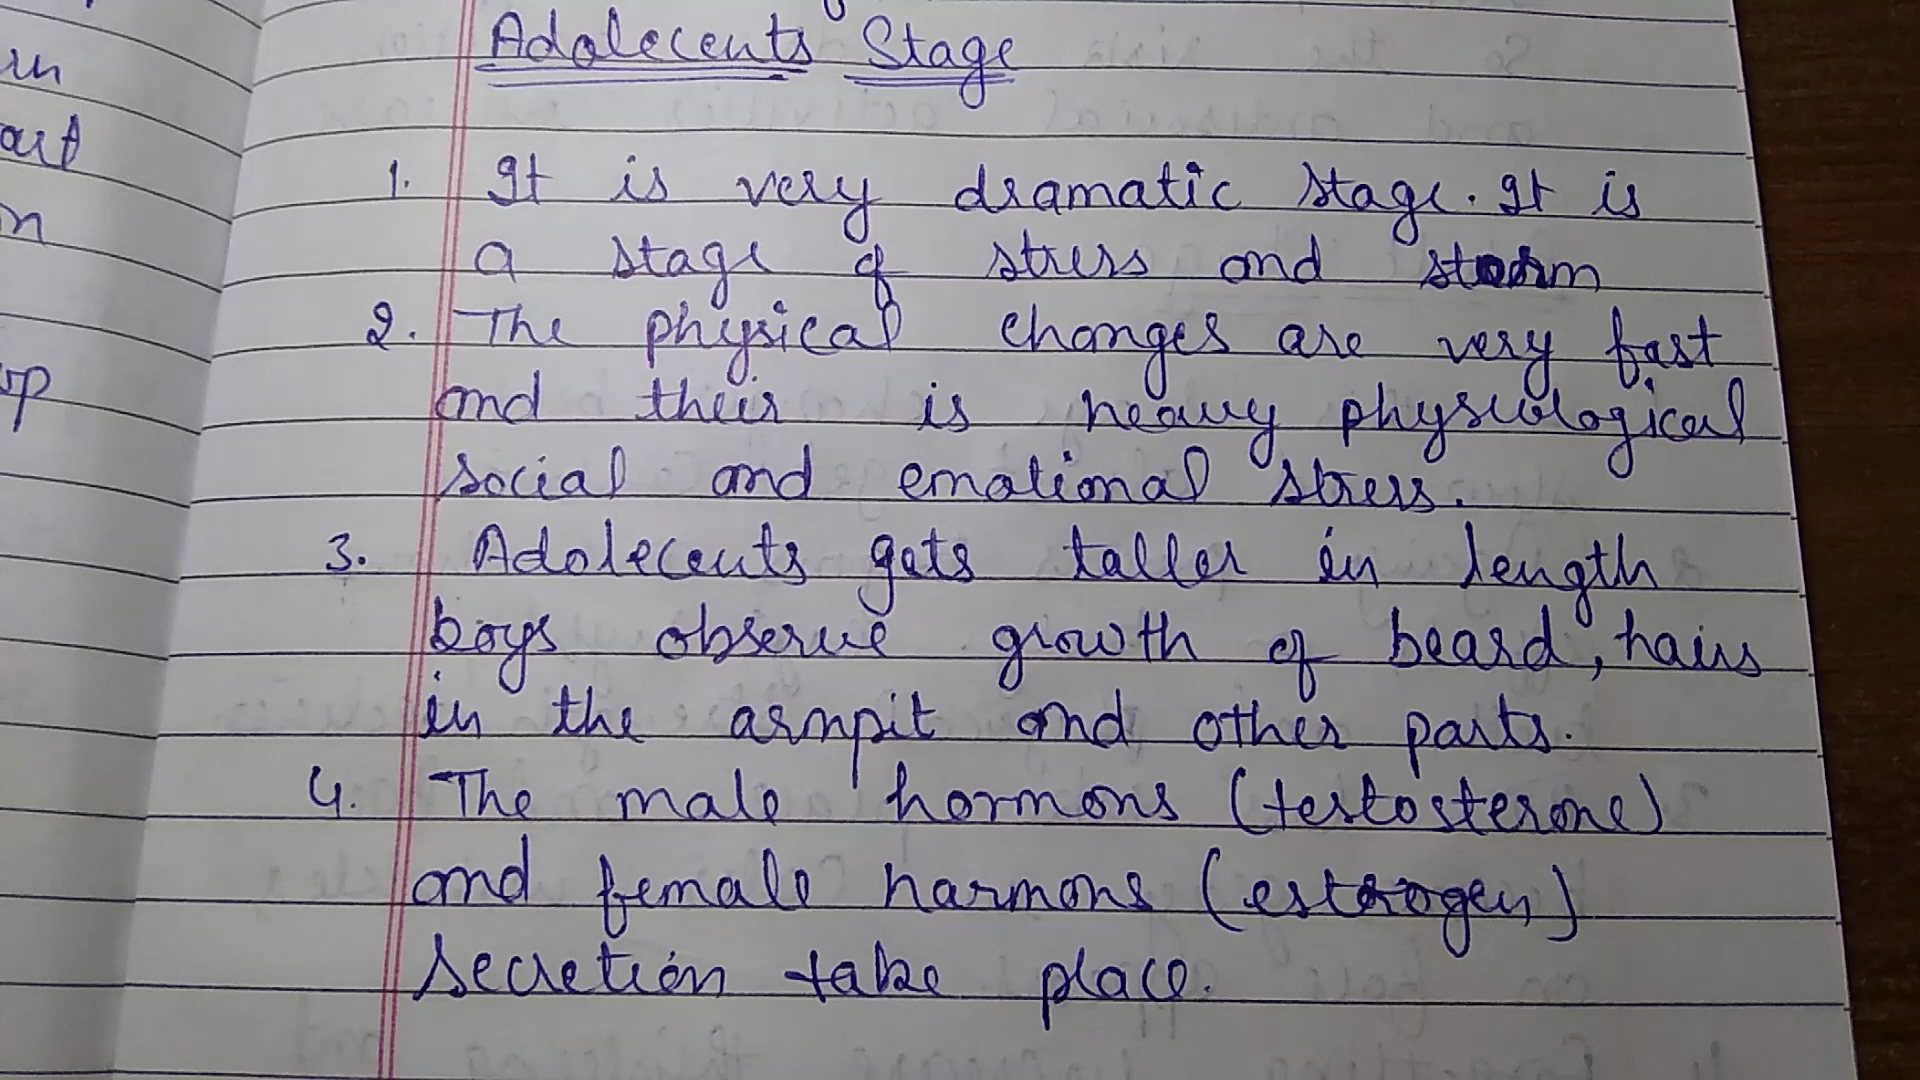 Adolecents Stage
1. It is very dramatic stage. It is
a stage of stress and storm
2. The physical changes are very fast
and their is heavy physiological
social and emotional stress.
3. Adolecents gets taller in length
boys observe growth of beard, hairs
in the armpit and other parts.
4. The male hormons (testosterone)
and female harmons (estrogen)
secretion take place.